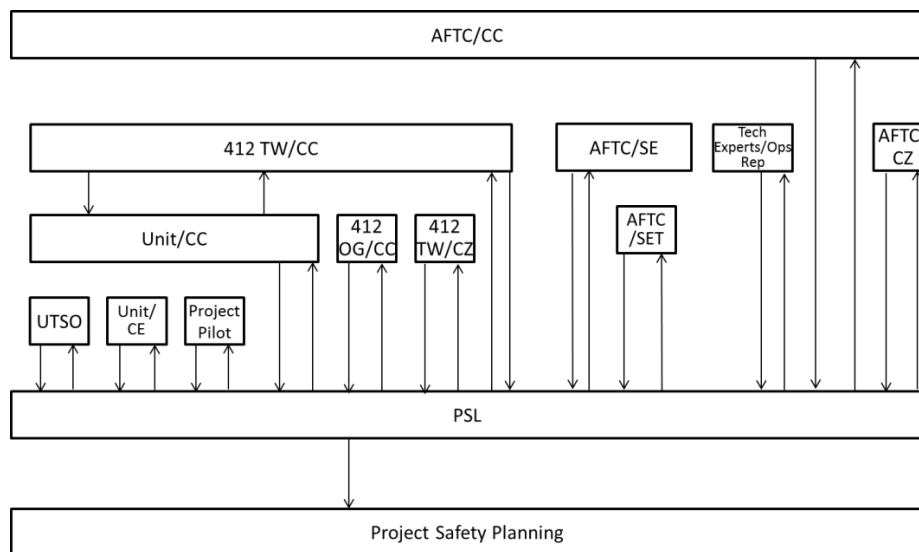 AFTC/CC
412 TW/CC
AFTC/SE
Tech
Experts/Ops
Rep
AFTC/
CZ
Unit/CC
412
OG/CC
412
TW/CZ
AFTC
/SET
UTSO
Unit/
CE
Project
Pilot
PSL
Project Safety Planning